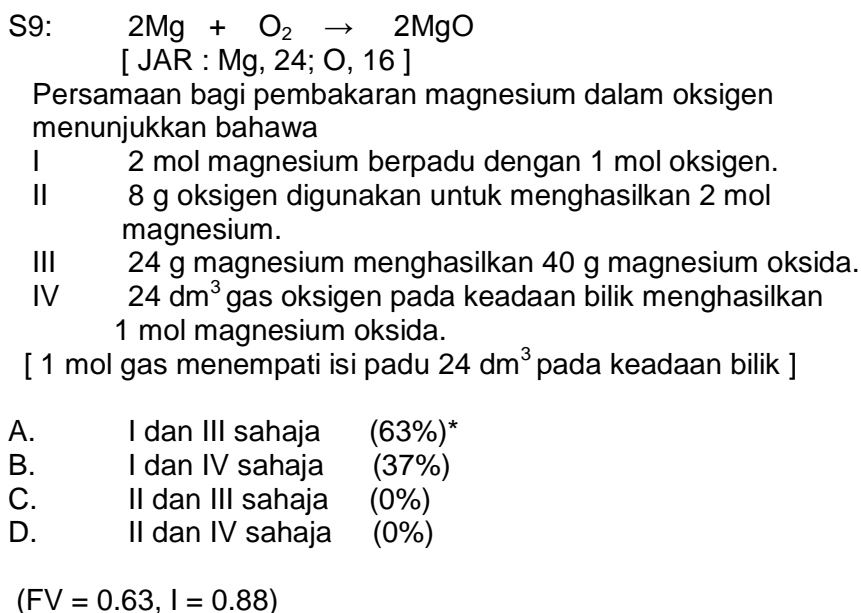 S9: 2Mg + O₂ → 2MgO
[ JAR : Mg, 24; O, 16 ]
Persamaan bagi pembakaran magnesium dalam oksigen
menunjukkan bahawa
I 2 mol magnesium berpadu dengan 1 mol oksigen.
II 8 g oksigen digunakan untuk menghasilkan 2 mol
magnesium.
III 24 g magnesium menghasilkan 40 g magnesium oksida.
IV 24 dm³ gas oksigen pada keadaan bilik menghasilkan
1 mol magnesium oksida.
[ 1 mol gas menempati isi padu 24 dm³ pada keadaan bilik ]
A. I dan III sahaja (63%)*
B. I dan IV sahaja (37%)
C. II dan III sahaja (0%)
D. II dan IV sahaja (0%)
(FV = 0.63, I = 0.88)